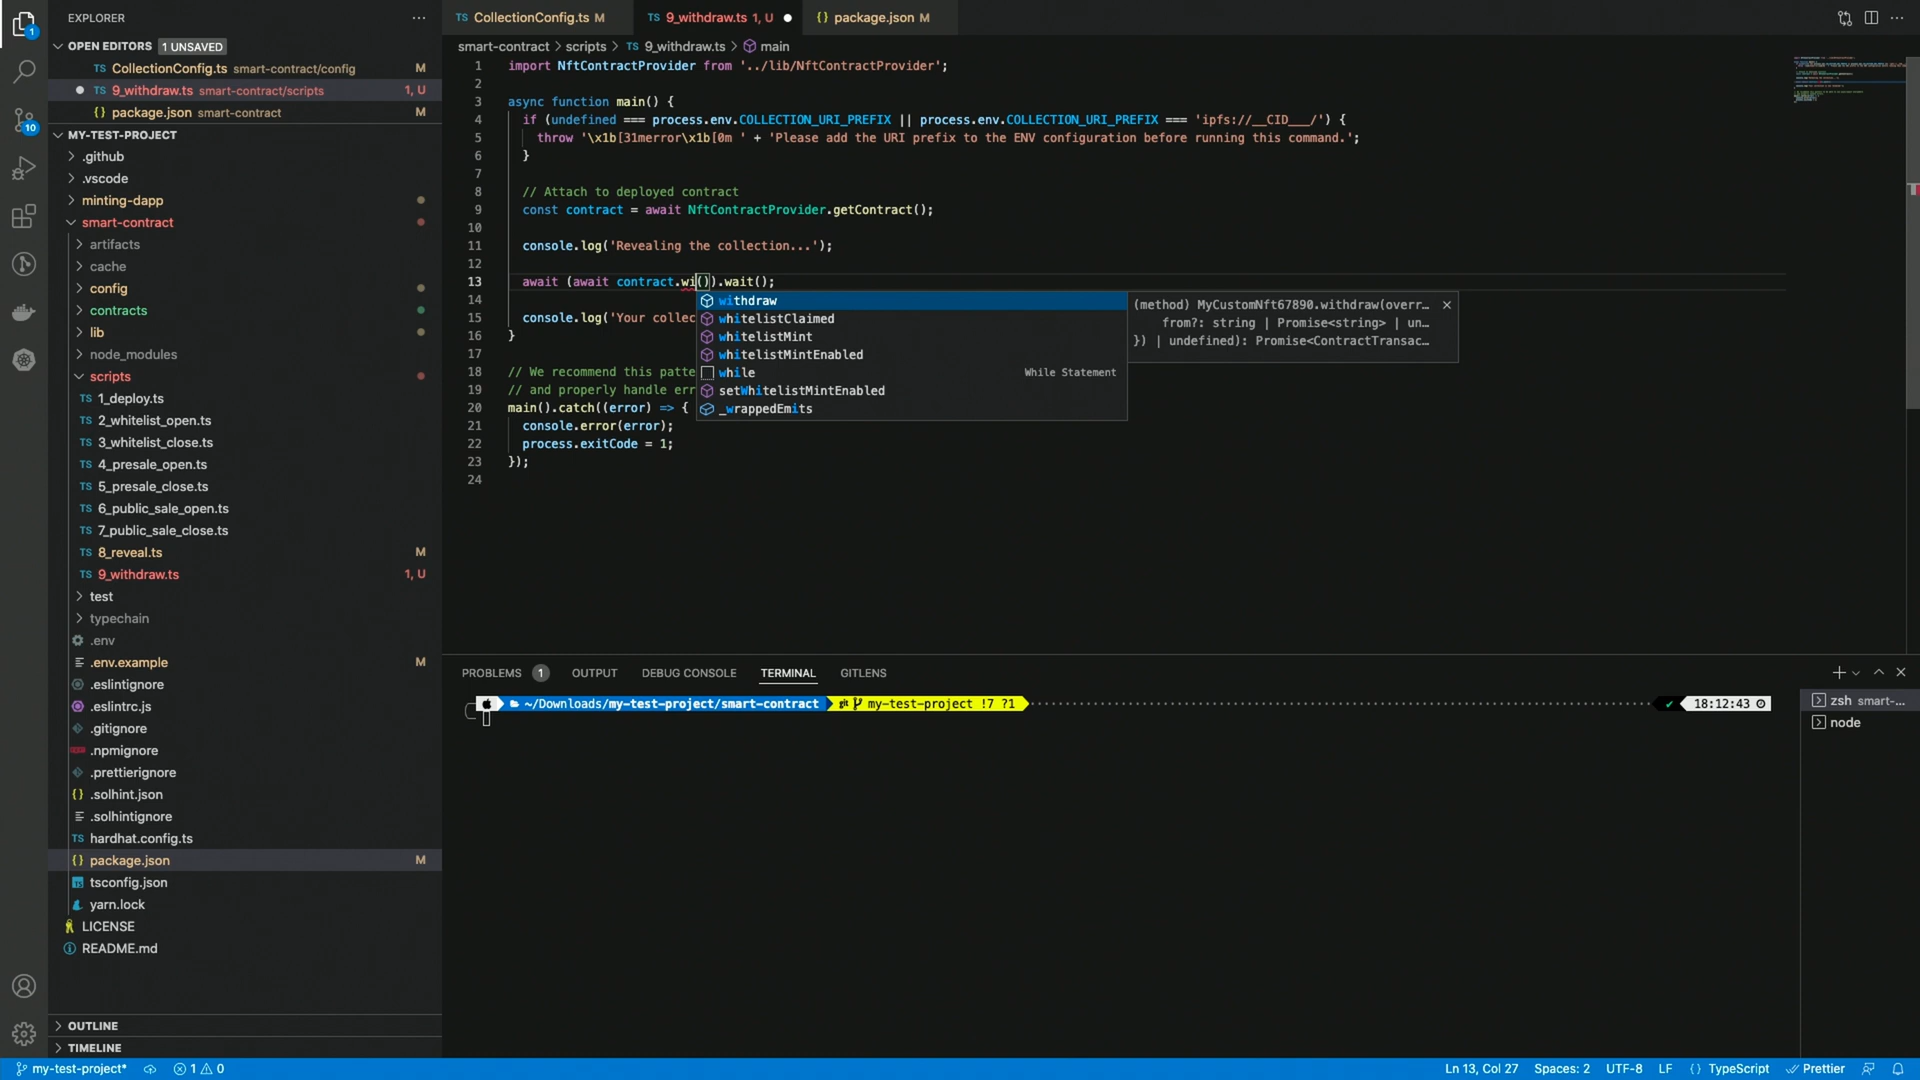 EXPLORER
OPEN EDITORS 1 UNSAVED
TS CollectionConfig.ts smart-contract/config M
TS 9_withdraw.ts smart-contract/scripts 1, U
{} package.json smart-contract M
MY-TEST-PROJECT
.github
.vscode
minting-dapp
smart-contract
artifacts
cache
config
contracts
lib
node_modules
scripts
TS 1_deploy.ts
TS 2_whitelist_open.ts
TS 3_whitelist_close.ts
TS 4_presale_open.ts
TS 5_presale_close.ts
TS 6_public_sale_open.ts
TS 7_public_sale_close.ts
TS 8_reveal.ts M
TS 9_withdraw.ts 1, U
test
typechain
.env
.env.example M
.eslintignore
.eslintrc.js
.gitignore
.npmignore
.prettierignore
{} .solhint.json
.solhintignore
TS hardhat.config.ts
{} package.json M
tsconfig.json
yarn.lock
LICENSE
README.md
OUTLINE
TIMELINE
1
10
TS CollectionConfig.ts M TS 9_withdraw.ts 1, U {} package.json M
smart-contract > scripts > TS 9_withdraw.ts > main
1 import NftContractProvider from '../lib/NftContractProvider';
2
3 async function main() {
4 if (undefined === process.env.COLLECTION_URI_PREFIX || process.env.COLLECTION_URI_PREFIX === 'ipfs://__CID___/') {
5 throw '\x1b[31merror\x1b[0m ' + 'Please add the URI prefix to the ENV configuration before running this command.';
6 }
7
8 // Attach to deployed contract
9 const contract = await NftContractProvider.getContract();
10
11 console.log('Revealing the collection...');
12
13 await (await contract.wi()).wait();
14
15 console.log('Your collec
16 }
17
18 // We recommend this patte
19 // and properly handle err
20 main().catch((error) => {
21 console.error(error);
22 process.exitCode = 1;
23 });
24
withdraw
whitelistClaimed
whitelistMint
whitelistMintEnabled
while While Statement
setWhitelistMintEnabled
_wrappedEmits
(method) MyCustomNft67890.withdraw(overr…
from?: string | Promise<string> | un…
}) | undefined): Promise<ContractTransac…
PROBLEMS 1 OUTPUT DEBUG CONSOLE TERMINAL GITLENS
~/Downloads/my-test-project/smart-contract my-test-project !7 ?1 ✔ 18:12:43
zsh smart-...
node
my-test-project* 1 0 Ln 13, Col 27 Spaces: 2 UTF-8 LF {} TypeScript Prettier